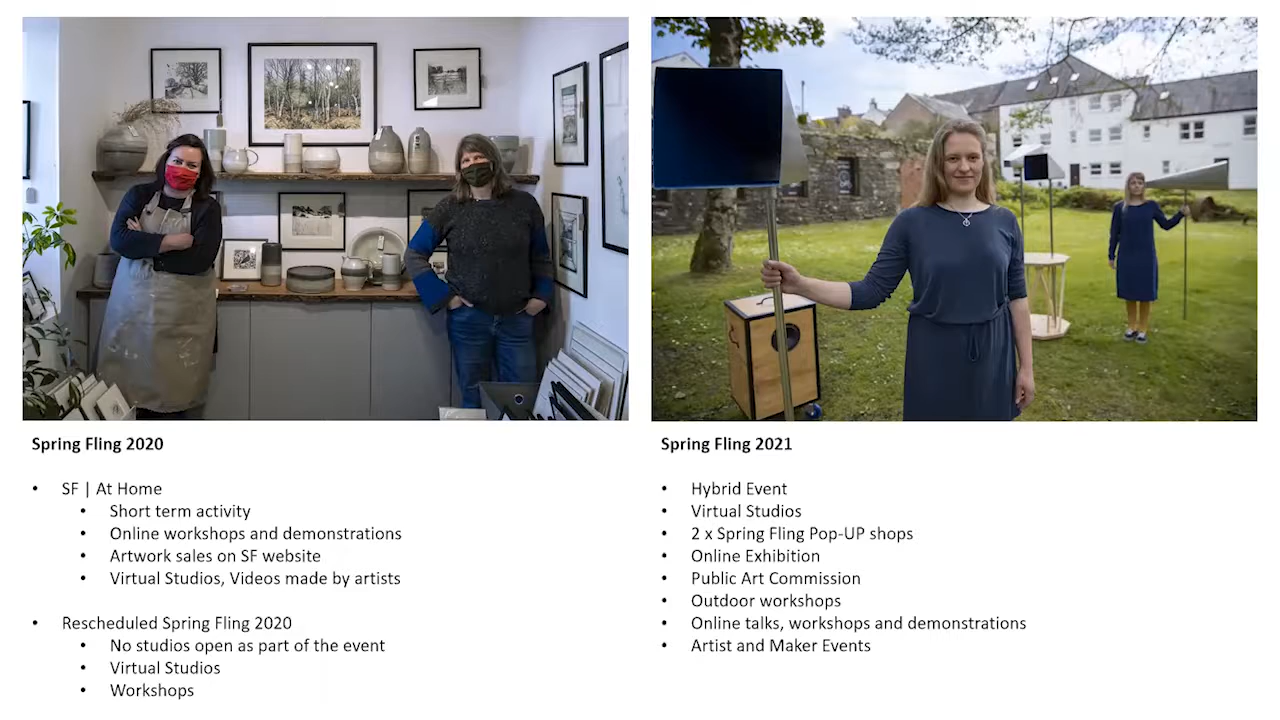 Spring Fling 2020
• SF | At Home
• Short term activity
• Online workshops and demonstrations
• Artwork sales on SF website
• Virtual Studios, Videos made by artists
• Rescheduled Spring Fling 2020
• No studios open as part of the event
• Virtual Studios
• Workshops
Spring Fling 2021
• Hybrid Event
• Virtual Studios
• 2 x Spring Fling Pop-UP shops
• Online Exhibition
• Public Art Commission
• Outdoor workshops
• Online talks, workshops and demonstrations
• Artist and Maker Events